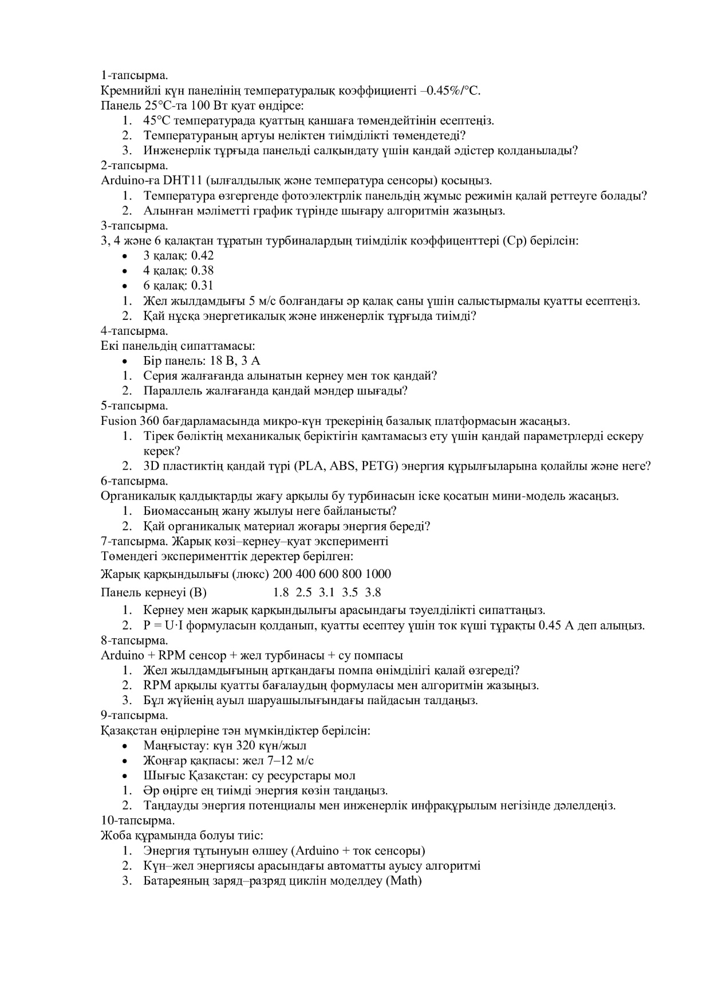 1-тапсырма.
Кремнийлі күн панелінің температуралық коэффициенті –0.45%/°C.
Панель 25°C-та 100 Вт қуат өндірсе:
1. 45°C температурада қуаттың қаншаға төмендейтінін есептеңіз.
2. Температураның артуы неліктен тиімділікті төмендетеді?
3. Инженерлік тұрғыда панельді салқындату үшін қандай әдістер қолданылады?
2-тапсырма.
Arduino-ға DHT11 (ылғалдылық және температура сенсоры) қосыңыз.
1. Температура өзгергенде фотоэлектрлік панельдің жұмыс режимін қалай реттеуге болады?
2. Алынған мәліметті график түрінде шығару алгоритмін жазыңыз.
3-тапсырма.
3, 4 және 6 қалақтан тұратын турбиналардың тиімділік коэффиценттері (Cp) берілсін:
• 3 қалақ: 0.42
• 4 қалақ: 0.38
• 6 қалақ: 0.31
1. Жел жылдамдығы 5 м/с болғандағы әр қалақ саны үшін салыстырмалы қуатты есептеңіз.
2. Қай нұсқа энергетикалық және инженерлік тұрғыда тиімді?
4-тапсырма.
Екі панельдің сипаттамасы:
• Бір панель: 18 В, 3 А
1. Серия жалғағанда алынатын кернеу мен ток қандай?
2. Параллель жалғағанда қандай мәндер шығады?
5-тапсырма.
Fusion 360 бағдарламасында микро-күн трекерінің базалық платформасын жасаңыз.
1. Тірек бөліктің механикалық беріктігін қамтамасыз ету үшін қандай параметрлерді ескеру
керек?
2. 3D пластиктің қандай түрі (PLA, ABS, PETG) энергия құрылғыларына қолайлы және неге?
6-тапсырма.
Органикалық қалдықтарды жағу арқылы бу турбинасын іске қосатын мини-модель жасаңыз.
1. Биомассаның жану жылуы неге байланысты?
2. Қай органикалық материал жоғары энергия береді?
7-тапсырма. Жарық көзі–кернеу–қуат эксперименті
Төмендегі эксперименттік деректер берілген:
Жарық қарқындылығы (люкс) 200 400 600 800 1000
Панель кернеуі (В) 1.8 2.5 3.1 3.5 3.8
1. Кернеу мен жарық қарқындылығы арасындағы тәуелділікті сипаттаңыз.
2. P = U·I формуласын қолданып, қуатты есептеу үшін ток күші тұрақты 0.45 А деп алыңыз.
8-тапсырма.
Arduino + RPM сенсор + жел турбинасы + су помпасы
1. Жел жылдамдығының артқандағы помпа өнімділігі қалай өзгереді?
2. RPM арқылы қуатты бағалаудың формуласы мен алгоритмін жазыңыз.
3. Бұл жүйенің ауыл шаруашылығындағы пайдасын талдаңыз.
9-тапсырма.
Қазақстан өңірлеріне тән мүмкіндіктер берілсін:
• Маңғыстау: күн 320 күн/жыл
• Жоңғар қақпасы: жел 7–12 м/с
• Шығыс Қазақстан: су ресурстары мол
1. Әр өңірге ең тиімді энергия көзін таңдаңыз.
2. Таңдауды энергия потенциалы мен инженерлік инфрақұрылым негізінде дәлелдеңіз.
10-тапсырма.
Жоба құрамында болуы тиіс:
1. Энергия тұтынуын өлшеу (Arduino + ток сенсоры)
2. Күн–жел энергиясы арасындағы автоматты ауысу алгоритмі
3. Батареяның заряд–разряд циклін моделдеу (Math)